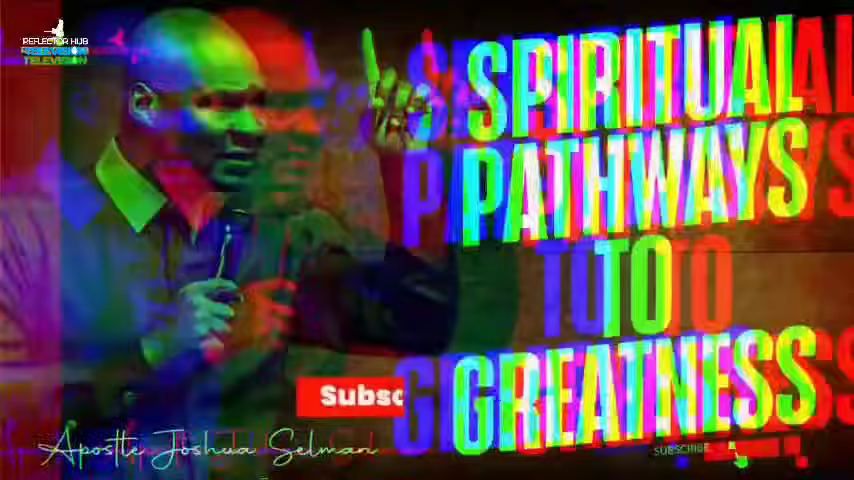 REFLECTOR HUB
TELEVISION
SPIRITUAL
PATHWAYS
TO
GREATNESS
Subsc
Apostle Joshua Selman
SUBSCRIBE